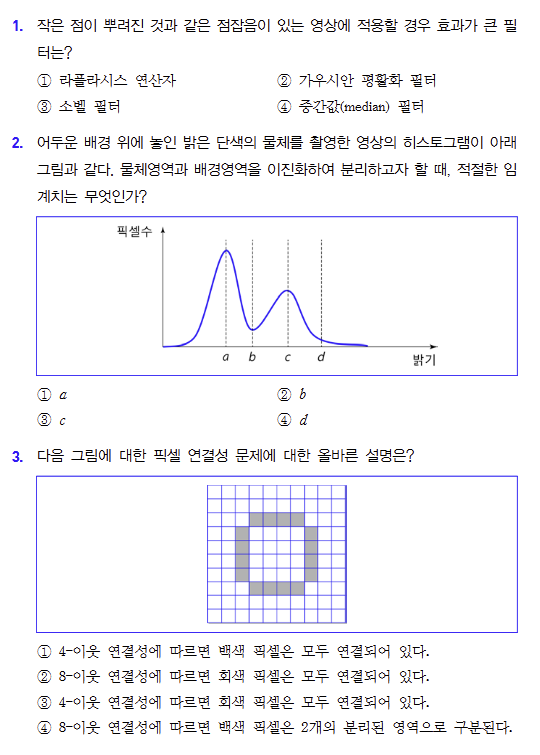 1. 작은 점이 뿌려진 것과 같은 점잡음이 있는 영상에 적용할 경우 효과가 큰 필
터는?
① 라플라시스 연산자
② 가우시안 평활화 필터
③ 소벨 필터
④ 중간값(median) 필터
2. 어두운 배경 위에 놓인 밝은 단색의 물체를 촬영한 영상의 히스토그램이 아래
그림과 같다. 물체영역과 배경영역을 이진화하여 분리하고자 할 때, 적절한 임
계치는 무엇인가?
픽셀수
a b c d 밝기
① a
② b
③ c
④ d
3. 다음 그림에 대한 픽셀 연결성 문제에 대한 올바른 설명은?
① 4-이웃 연결성에 따르면 백색 픽셀은 모두 연결되어 있다.
② 8-이웃 연결성에 따르면 회색 픽셀은 모두 연결되어 있다.
③ 4-이웃 연결성에 따르면 회색 픽셀은 모두 연결되어 있다.
④ 8-이웃 연결성에 따르면 백색 픽셀은 2개의 분리된 영역으로 구분된다.